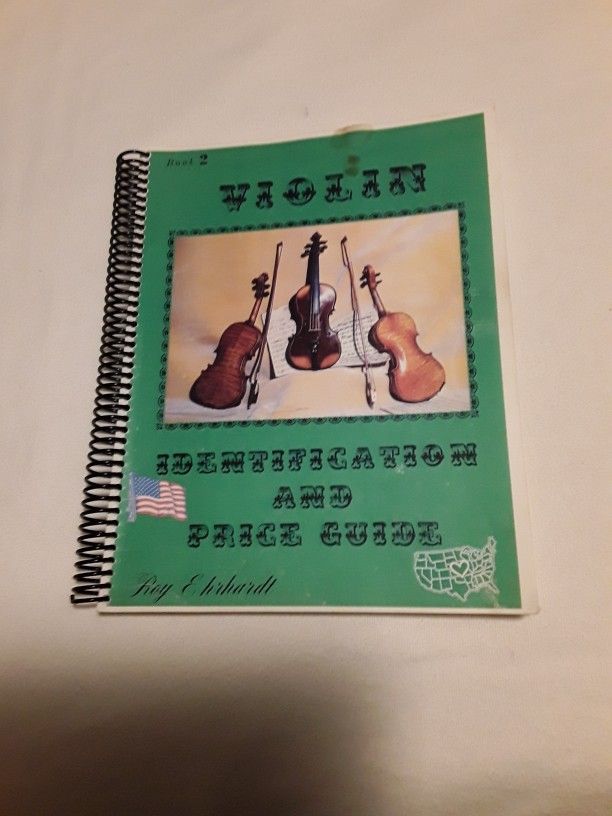 Book 2
VIOLIN
IDENTIFICATION
AND
PRICE GUIDE
Roy Ehrhardt